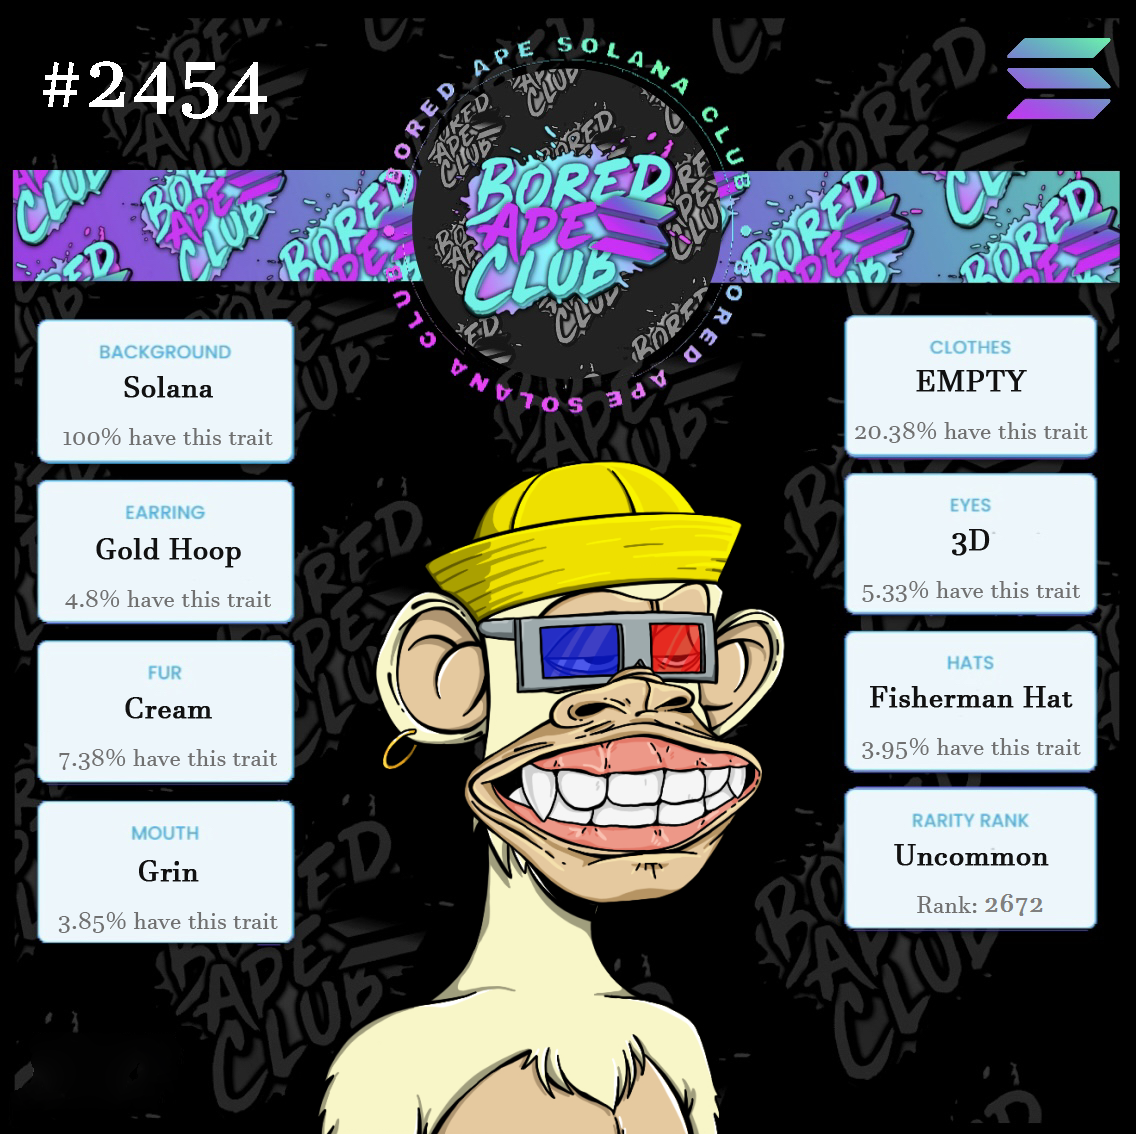 #2454
BORED APE SOLANA CLUB
BORED
APE
CLUB
BORED APE SOLANA CLUB
BACKGROUND
Solana
100% have this trait
EARRING
Gold Hoop
4.8% have this trait
FUR
Cream
7.38% have this trait
MOUTH
Grin
3.85% have this trait
CLOTHES
EMPTY
20.38% have this trait
EYES
3D
5.33% have this trait
HATS
Fisherman Hat
3.95% have this trait
RARITY RANK
Uncommon
Rank: 2672